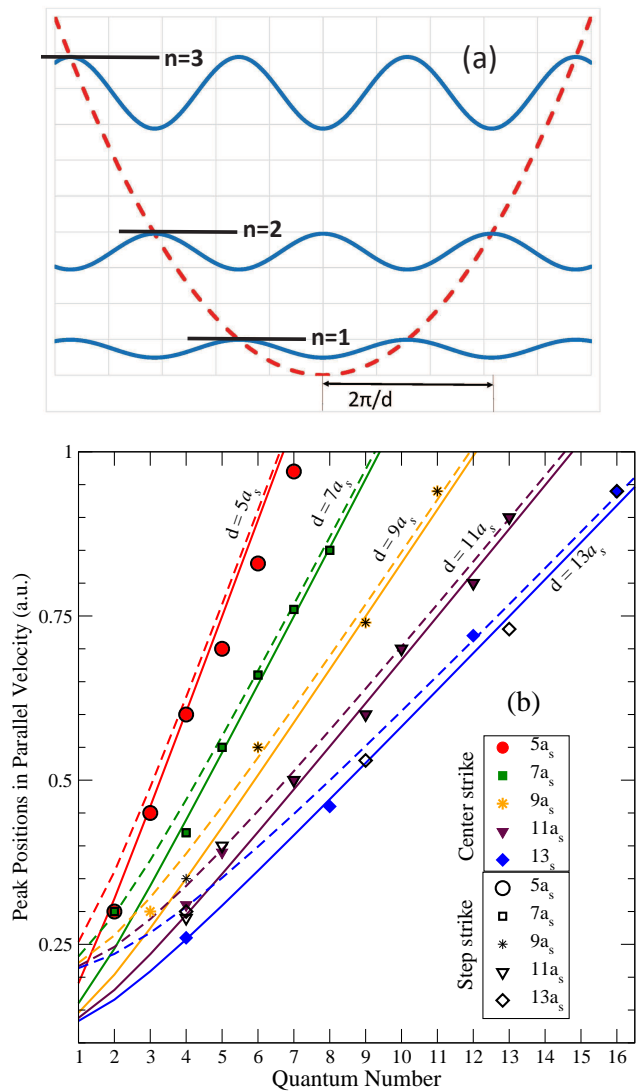 (a)
n=3
n=2
n=1
2π/d
1
0.75
0.5
0.25
Peak Positions in Parallel Velocity (a.u.)
d = 5a_s
d = 7a_s
d = 9a_s
d = 11a_s
d = 13a_s
(b)
Center strike
5a_s
7a_s
9a_s
11a_s
13_s
Step strike
5a_s
7a_s
9a_s
11a_s
13a_s
1 2 3 4 5 6 7 8 9 10 11 12 13 14 15 16
Quantum Number